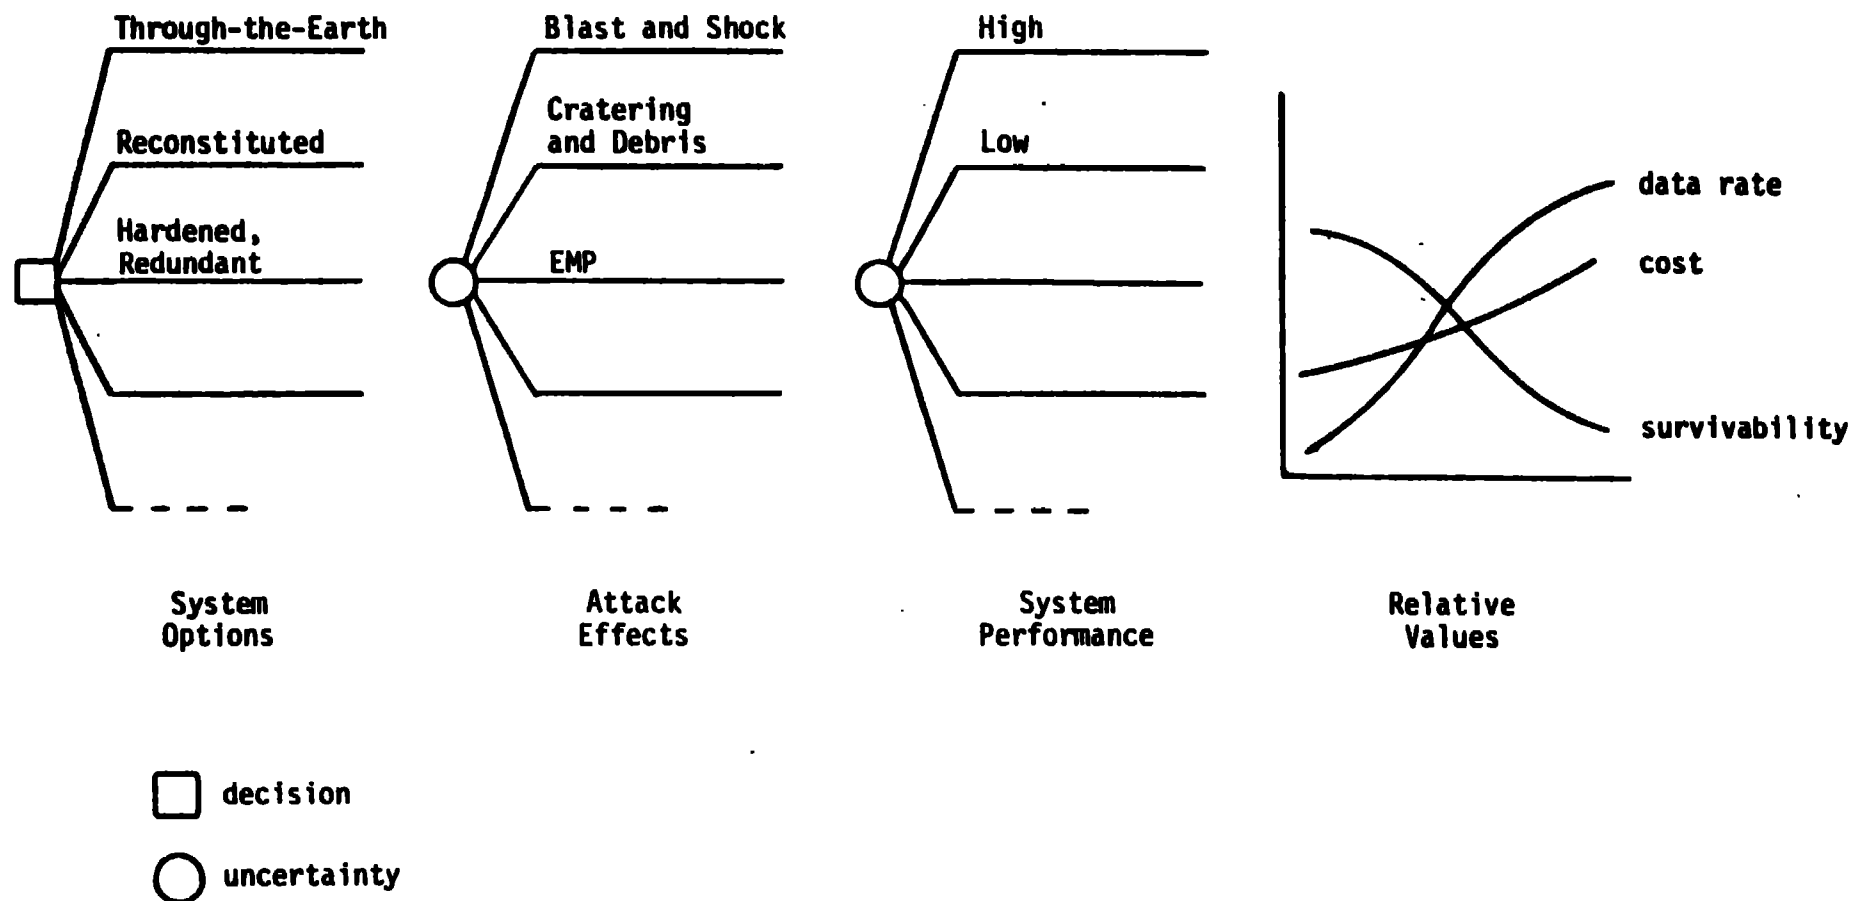 Through-the-Earth
Reconstituted
Hardened,
Redundant
System
Options
Blast and Shock
Cratering
and Debris
EMP
Attack
Effects
High
Low
System
Performance
data rate
cost
survivability
Relative
Values
decision
uncertainty